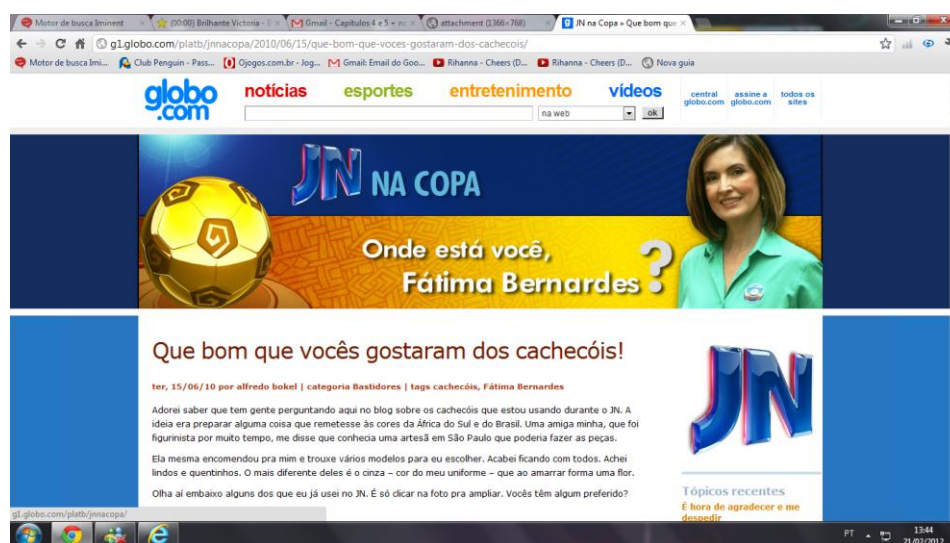 Motor de busca Iminent
(00:00) Brilhante Victoria - E
Gmail - Capítulos 4 e 5 +
attachment (1366×768)
JN na Copa » Que bom que
g1.globo.com/platb/jnnacopa/2010/06/15/que-bom-que-voces-gostaram-dos-cachecois/
Motor de busca Imi...
Club Penguin - Pass...
Ojogos.com.br - Jog...
Gmail: Email do Goo...
Rihanna - Cheers (D...
Rihanna - Cheers (D...
Nova guia
globo
.com
notícias esportes entretenimento vídeos
central
globo.com
assine a
globo.com
todos os
sites
na web ok
JN NA COPA
Onde está você,
Fátima Bernardes?
Que bom que vocês gostaram dos cachecóis!
ter, 15/06/10 por alfredo bokel | categoria Bastidores | tags cachecóis, Fátima Bernardes
Adorei saber que tem gente perguntando aqui no blog sobre os cachecóis que estou usando durante o JN. A
ideia era preparar alguma coisa que remetesse às cores da África do Sul e do Brasil. Uma amiga minha, que foi
figurinista por muito tempo, me disse que conhecia uma artesã em São Paulo que poderia fazer as peças.
Ela mesma encomendou pra mim e trouxe vários modelos para eu escolher. Acabei ficando com todos. Achei
lindos e quentinhos. O mais diferente deles é o cinza – cor do meu uniforme – que ao amarrar forma uma flor.
Olha aí embaixo alguns dos que eu já usei no JN. É só clicar na foto pra ampliar. Vocês têm algum preferido?
JN
Tópicos recentes
É hora de agradecer e me
despedir
g1.globo.com/platb/jnnacopa/
PT
13:44
21/02/2012